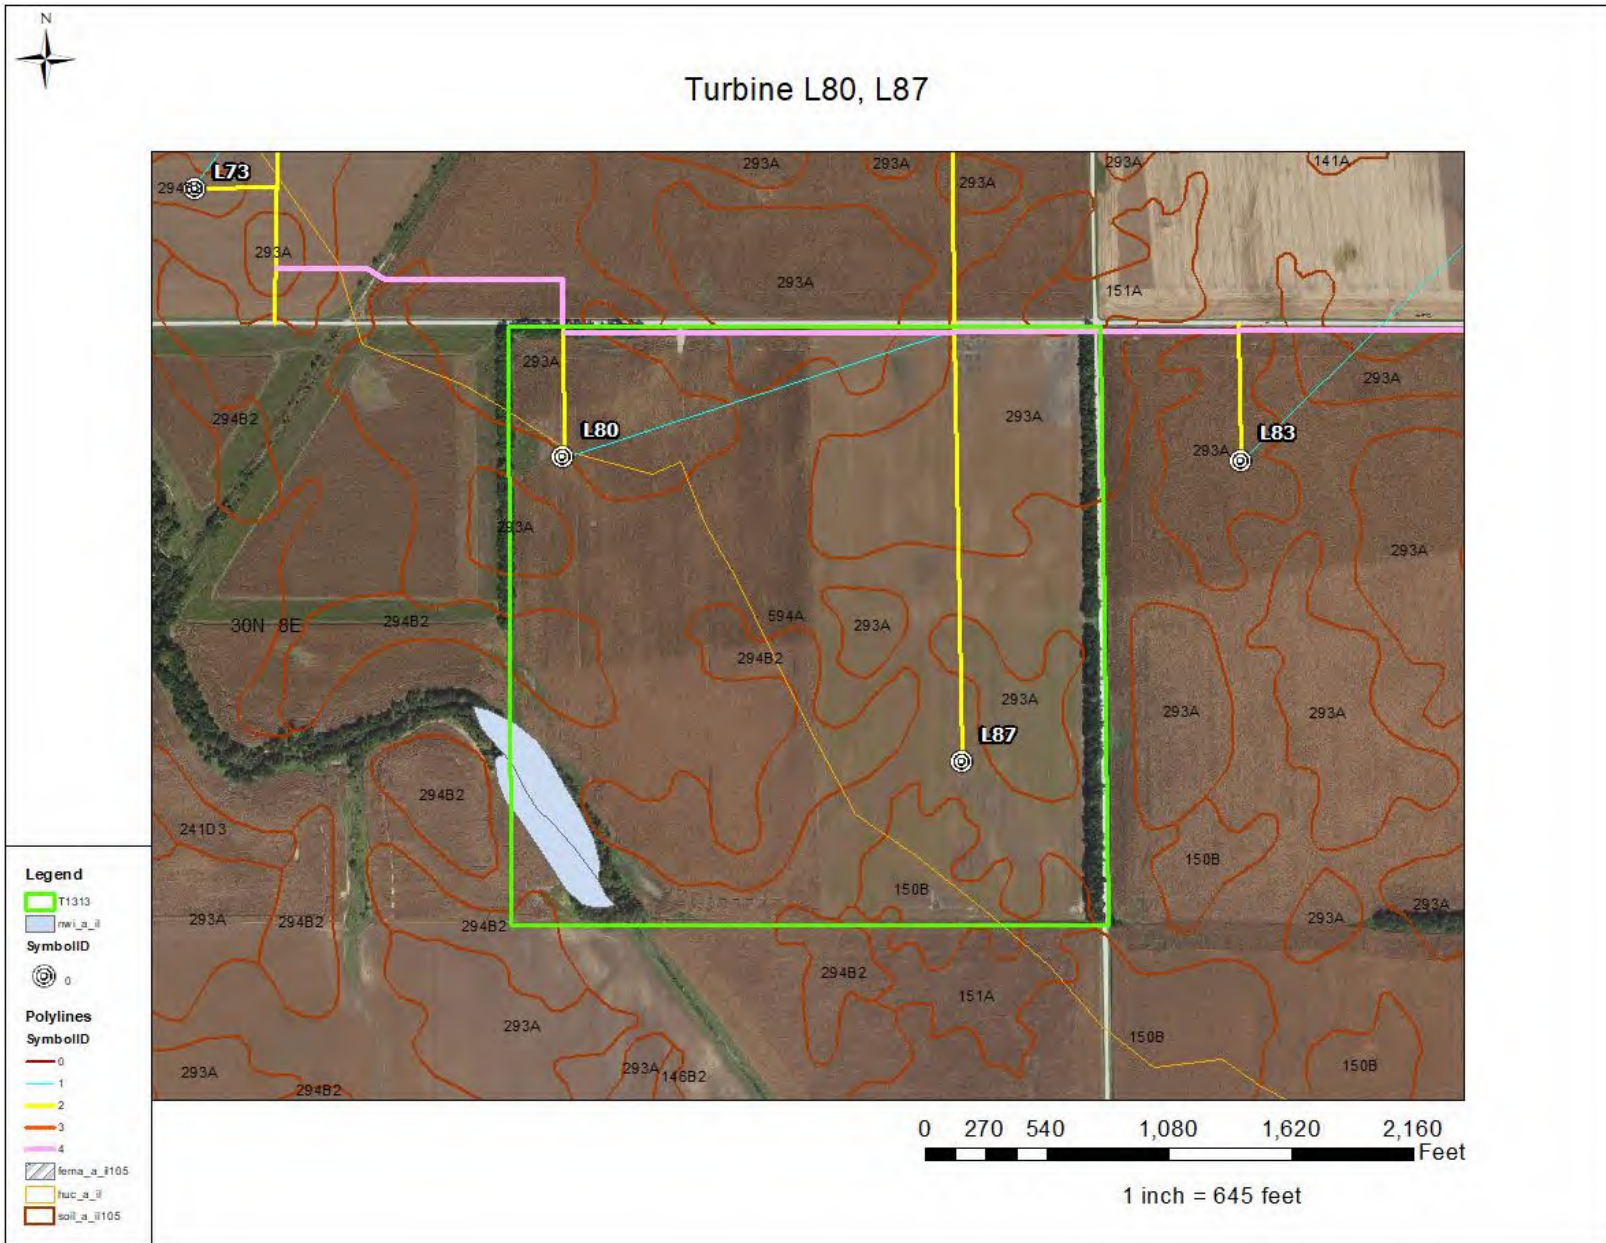 N
Turbine L80, L87
293A
293A
293A
293A
141A
L73
294B2
293A
293A
151A
293A
293A
294B2
293A
L80
L83
293A
293A
293A
30N 8E
294B2
594A
293A
294B2
293A
293A
293A
L87
294B2
241D3
150B
150B
293A
294B2
294B2
293A
293A
294B2
151A
293A
150B
293A
294B2
293A
146B2
150B
Legend
T1313
nwi_a_il
SymbolID
0
Polylines
SymbolID
0
1
2
3
4
fema_a_il105
huc_a_il
soil_a_il105
0 270 540 1,080 1,620 2,160
Feet
1 inch = 645 feet